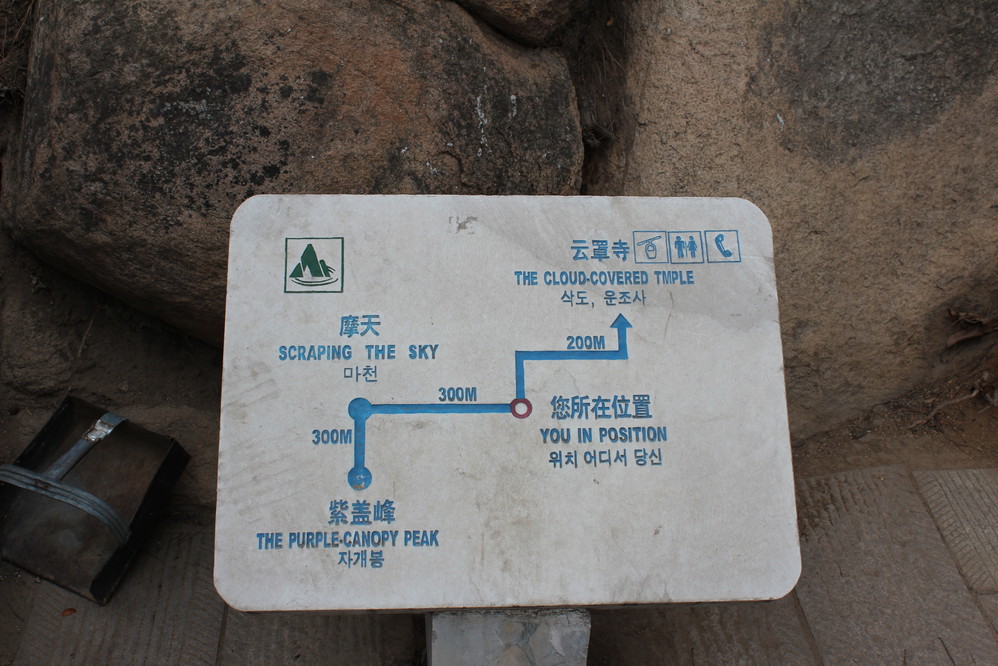 云罩寺
THE CLOUD-COVERED TMPLE
삭도, 운조사
摩天
SCRAPING THE SKY
마천
200M
300M
您所在位置
YOU IN POSITION
위치 어디서 당신
300M
紫盖峰
THE PURPLE-CANOPY PEAK
자개봉